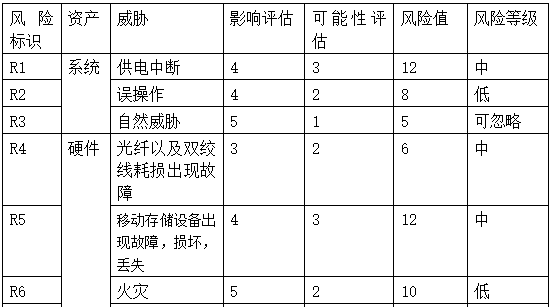 风险标识 资产 威胁 影响评估 可能性评估 风险值 风险等级
R1 系统 供电中断 4 3 12 中
R2 误操作 4 2 8 低
R3 自然威胁 5 1 5 可忽略
R4 硬件 光纤以及双绞线耗损出现故障 3 2 6 中
R5 移动存储设备出现故障，损坏，丢失 4 3 12 中
R6 火灾 5 2 10 低